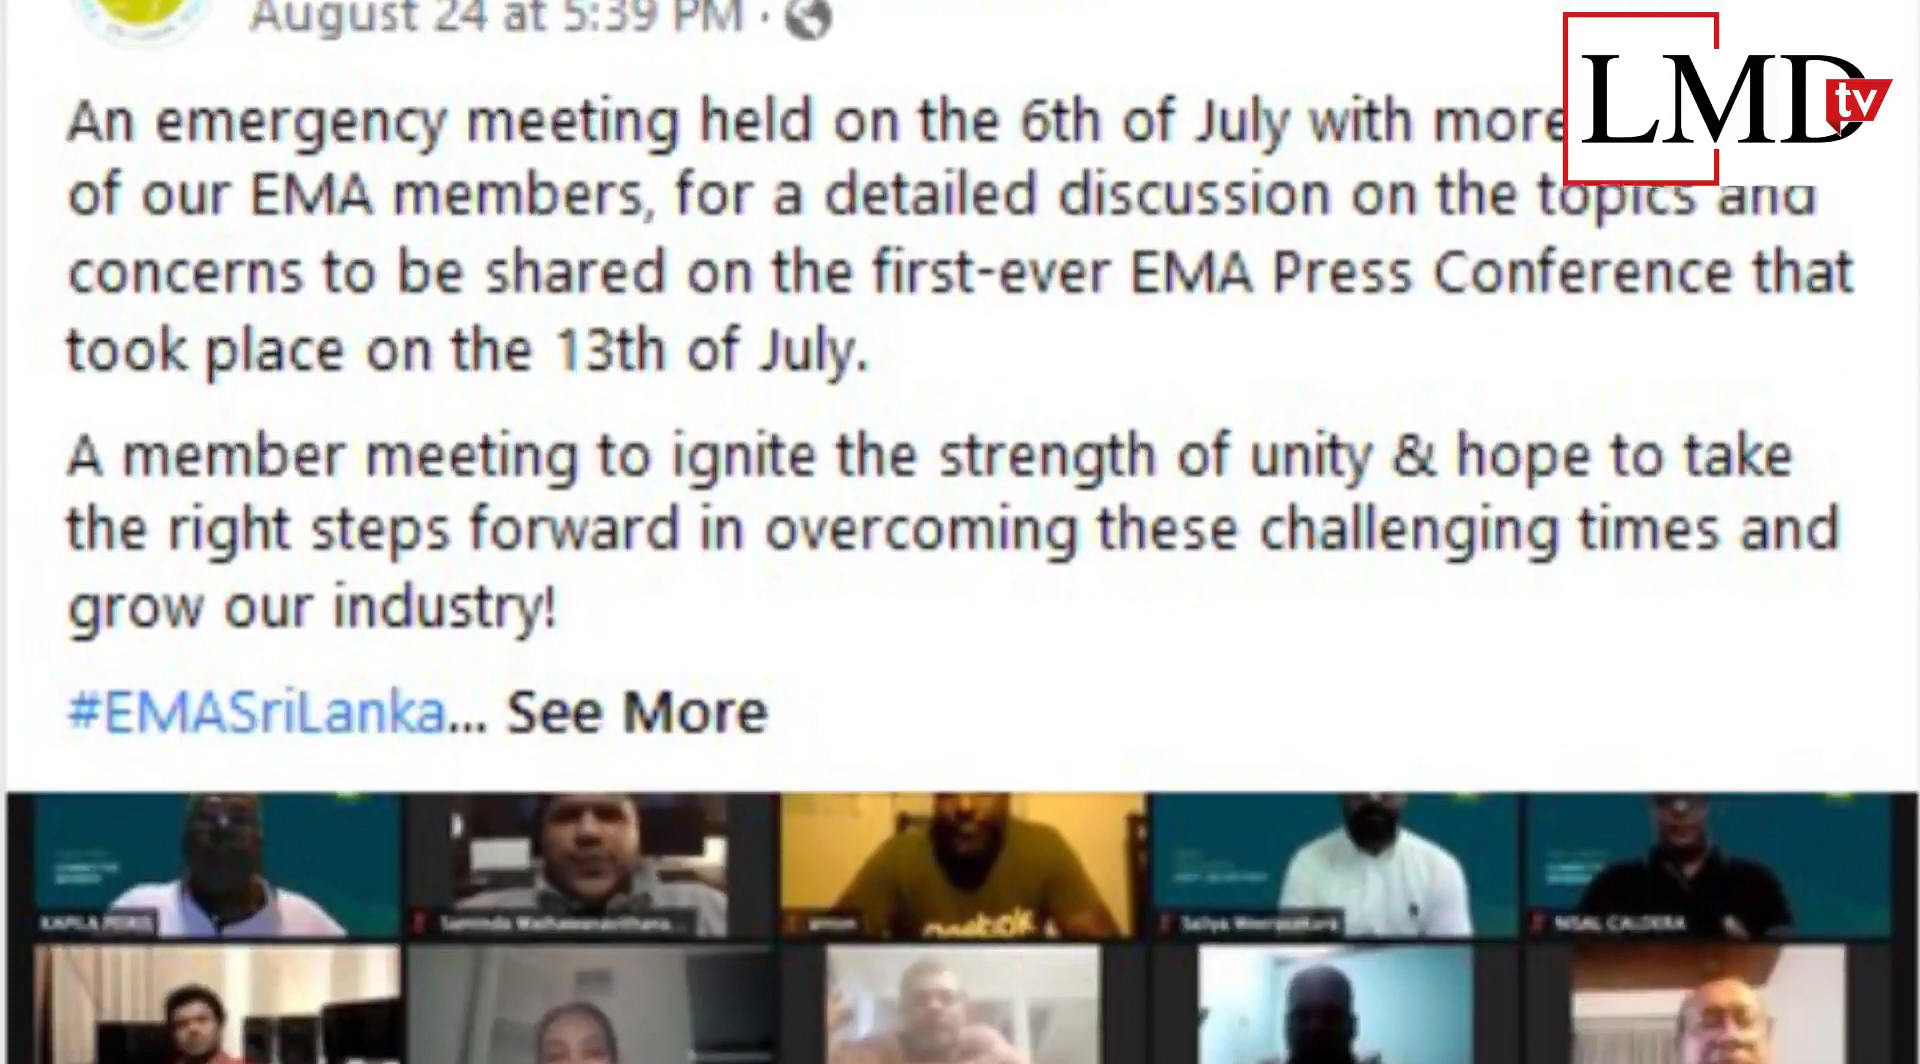 August 24 at 5:39 PM ·
LMD
tv
An emergency meeting held on the 6th of July with more
of our EMA members, for a detailed discussion on the topics and
concerns to be shared on the first-ever EMA Press Conference that
took place on the 13th of July.
A member meeting to ignite the strength of unity & hope to take
the right steps forward in overcoming these challenging times and
grow our industry!
#EMASriLanka... See More
anton
reebok
NISAL CALDERA